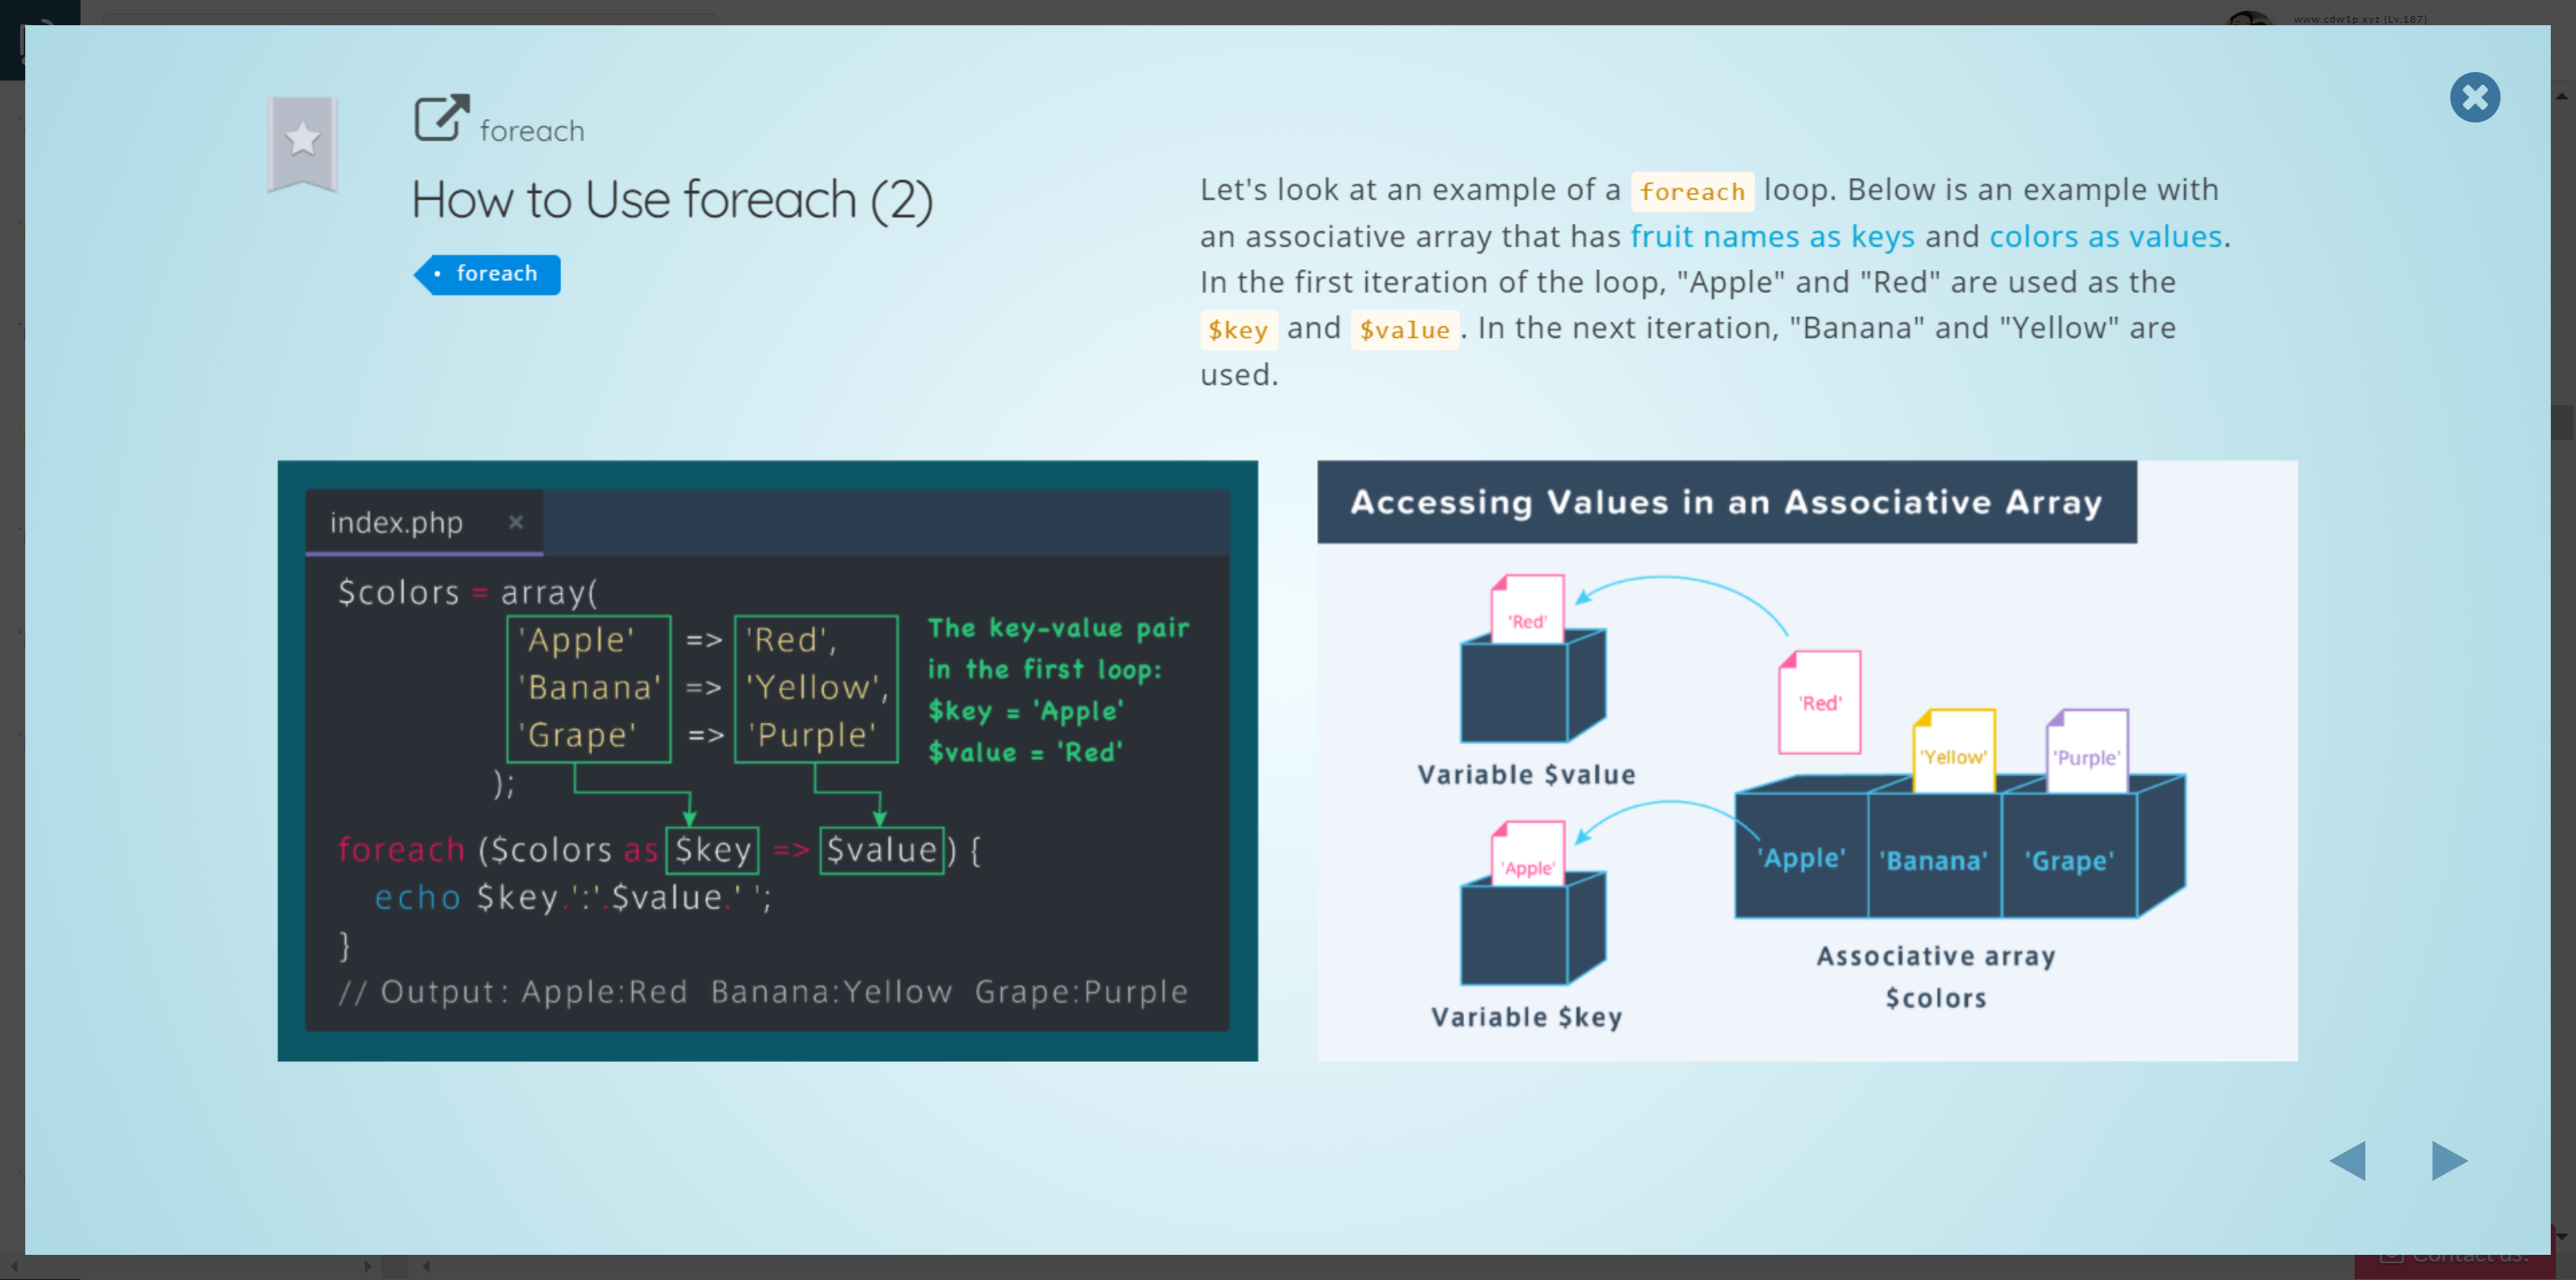 www.cdw1p.xyz (Lv.187)
foreach
How to Use foreach (2)
foreach
Let's look at an example of a foreach loop. Below is an example with
an associative array that has fruit names as keys and colors as values.
In the first iteration of the loop, "Apple" and "Red" are used as the
$key and $value. In the next iteration, "Banana" and "Yellow" are
used.
index.php ×
$colors = array(
'Apple' => 'Red',
'Banana' => 'Yellow',
'Grape' => 'Purple'
);
The key-value pair
in the first loop:
$key = 'Apple'
$value = 'Red'
foreach ($colors as $key => $value) {
echo $key.':'.$value.' ';
}
// Output: Apple:Red Banana:Yellow Grape:Purple
Accessing Values in an Associative Array
'Red'
Variable $value
'Red'
'Yellow'
'Purple'
'Apple'
Variable $key
'Apple' 'Banana' 'Grape'
Associative array
$colors
Contact us!